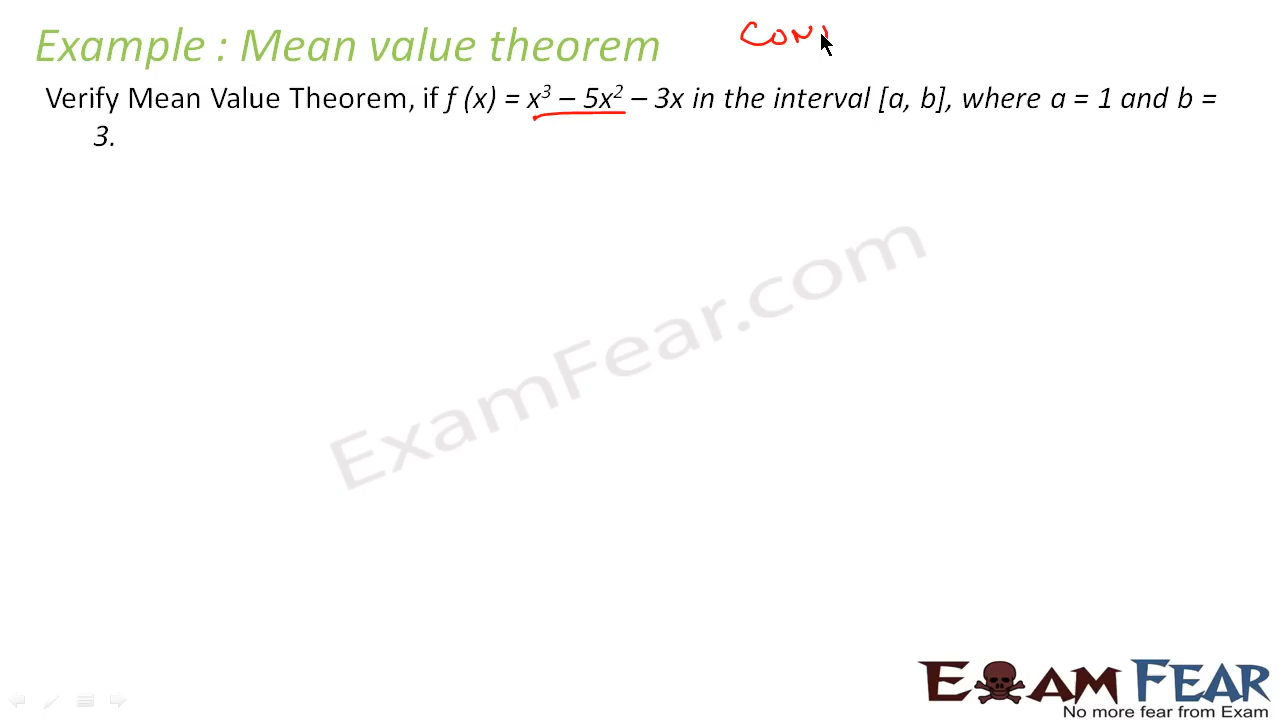 Example : Mean value theorem
CON
Verify Mean Value Theorem, if f (x) = x³ – 5x² – 3x in the interval [a, b], where a = 1 and b =
3.
ExamFear.com
EXAM FEAR
No more fear from Exam